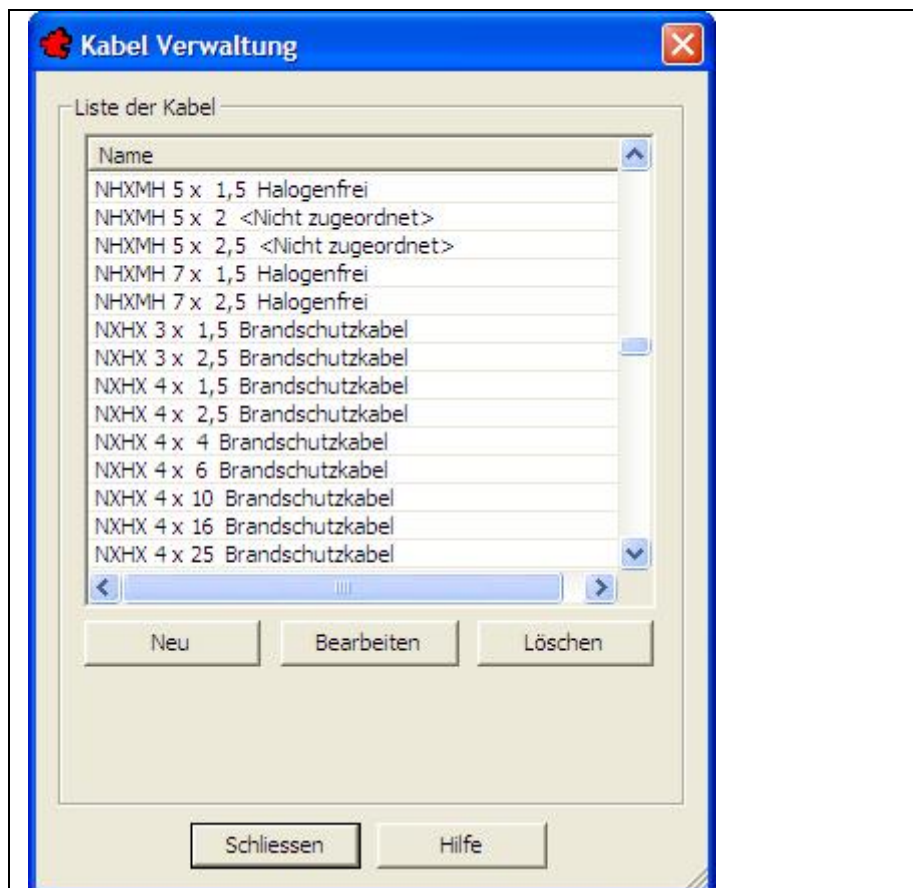 Kabel Verwaltung
Liste der Kabel
Name
NHXMH 5 x 1,5 Halogenfrei
NHXMH 5 x 2 <Nicht zugeordnet>
NHXMH 5 x 2,5 <Nicht zugeordnet>
NHXMH 7 x 1,5 Halogenfrei
NHXMH 7 x 2,5 Halogenfrei
NXHX 3 x 1,5 Brandschutzkabel
NXHX 3 x 2,5 Brandschutzkabel
NXHX 4 x 1,5 Brandschutzkabel
NXHX 4 x 2,5 Brandschutzkabel
NXHX 4 x 4 Brandschutzkabel
NXHX 4 x 6 Brandschutzkabel
NXHX 4 x 10 Brandschutzkabel
NXHX 4 x 16 Brandschutzkabel
NXHX 4 x 25 Brandschutzkabel
Neu Bearbeiten Löschen
Schliessen Hilfe